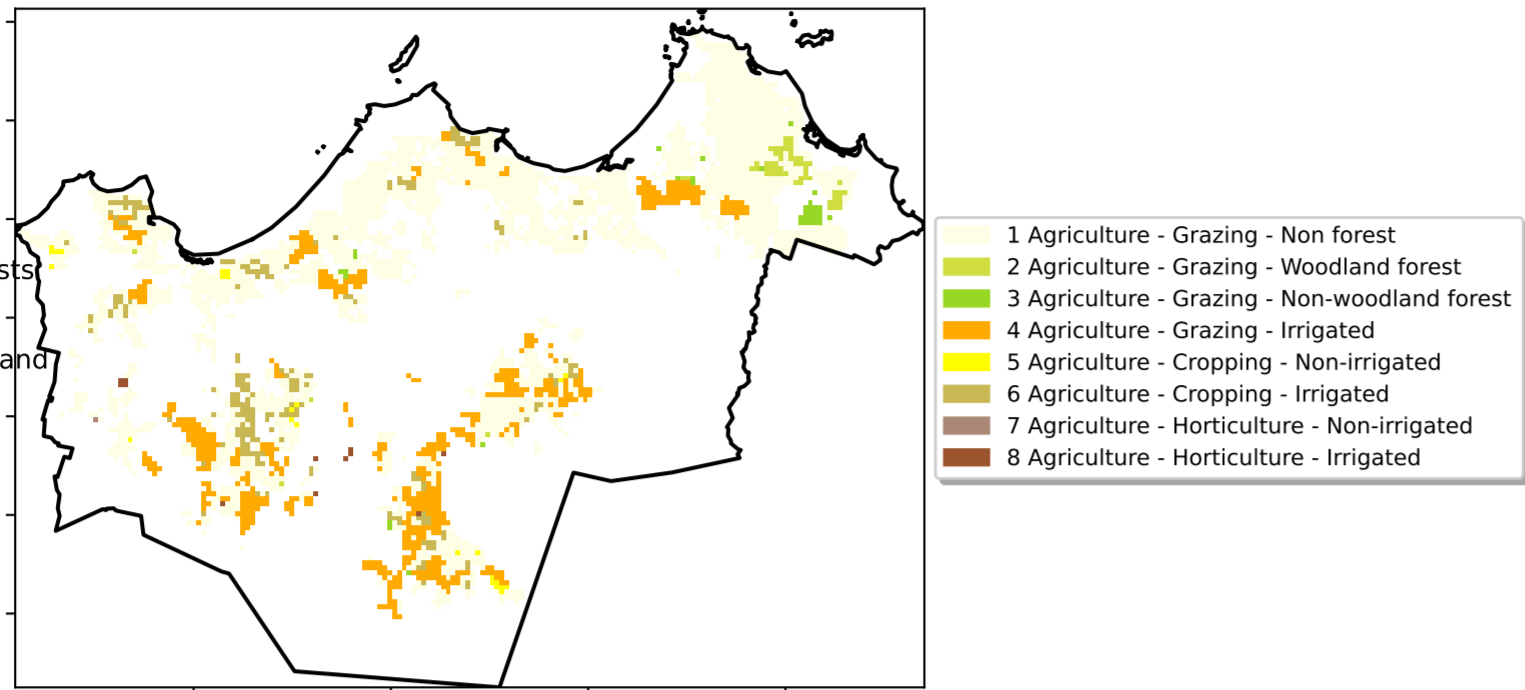 sts
and
1 Agriculture - Grazing - Non forest
2 Agriculture - Grazing - Woodland forest
3 Agriculture - Grazing - Non-woodland forest
4 Agriculture - Grazing - Irrigated
5 Agriculture - Cropping - Non-irrigated
6 Agriculture - Cropping - Irrigated
7 Agriculture - Horticulture - Non-irrigated
8 Agriculture - Horticulture - Irrigated